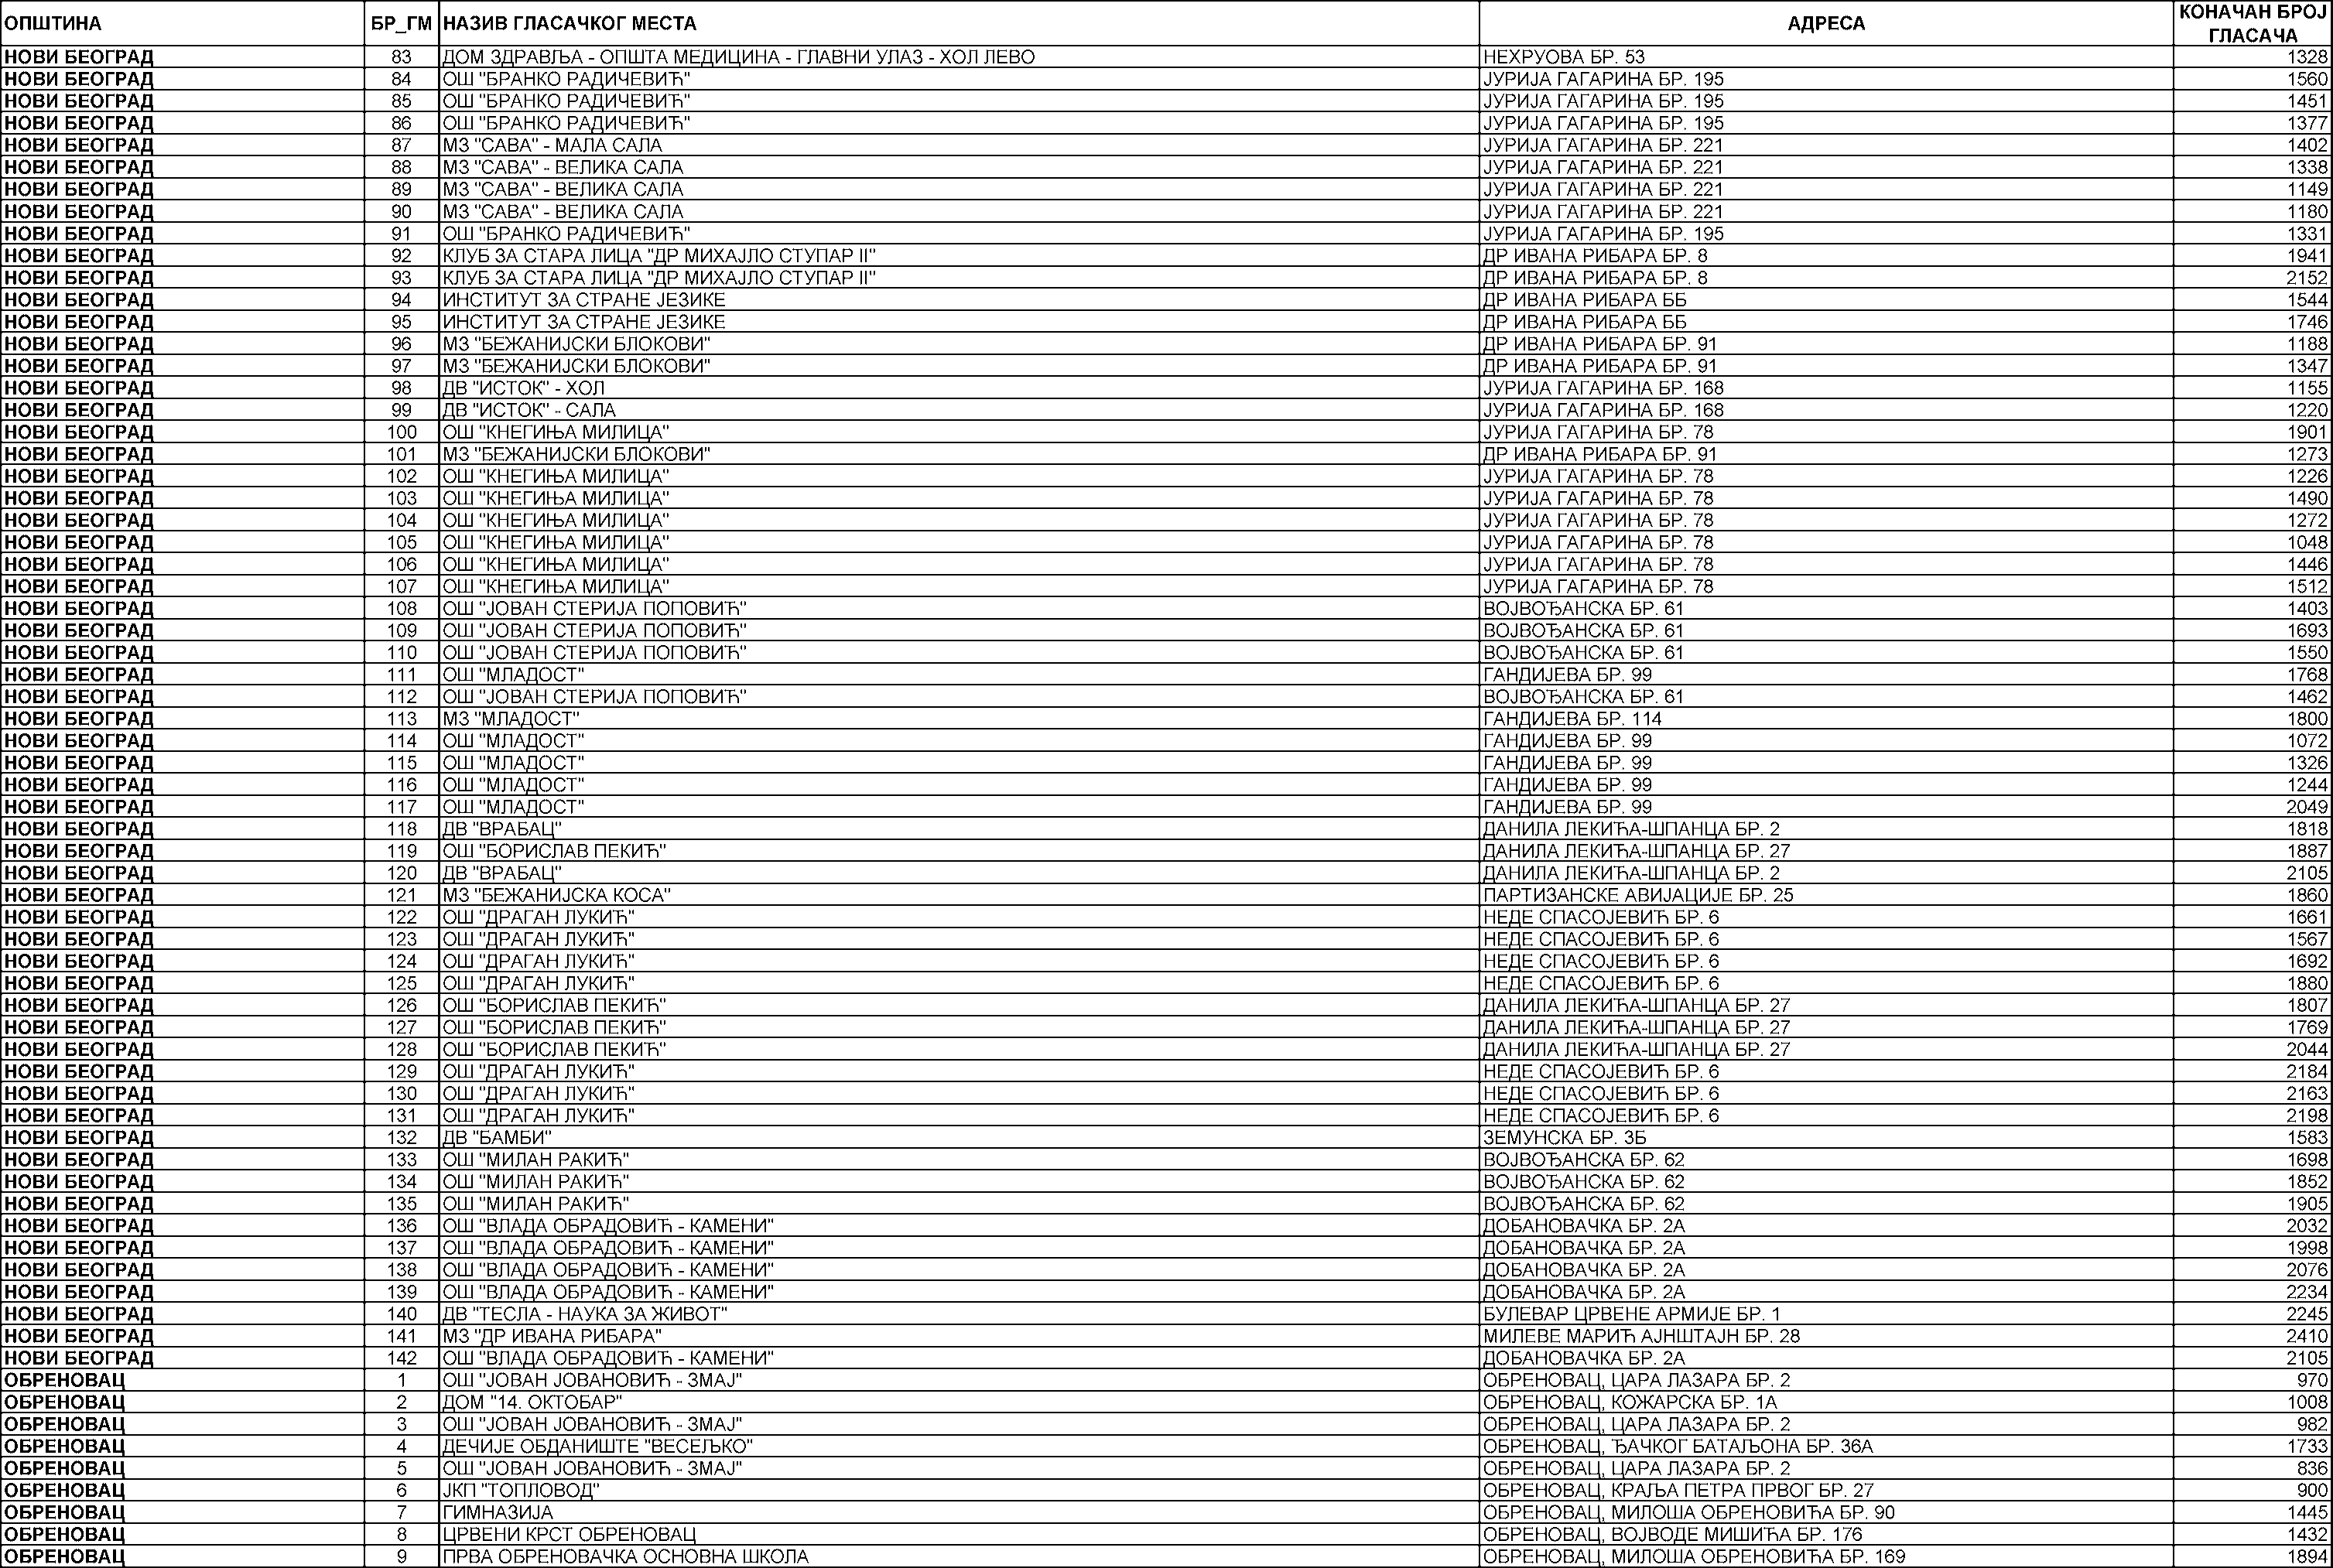 ОПШТИНА БР_ГМ НАЗИВ ГЛАСАЧКОГ МЕСТА АДРЕСА КОНАЧАН БРОЈ ГЛАСАЧА
НОВИ БЕОГРАД 83 ДОМ ЗДРАВЉА - ОПШТА МЕДИЦИНА - ГЛАВНИ УЛАЗ - ХОЛ ЛЕВО НЕХРУОВА БР. 53 1328
НОВИ БЕОГРАД 84 ОШ "БРАНКО РАДИЧЕВИЋ" ЈУРИЈА ГАГАРИНА БР. 195 1560
НОВИ БЕОГРАД 85 ОШ "БРАНКО РАДИЧЕВИЋ" ЈУРИЈА ГАГАРИНА БР. 195 1451
НОВИ БЕОГРАД 86 ОШ "БРАНКО РАДИЧЕВИЋ" ЈУРИЈА ГАГАРИНА БР. 195 1377
НОВИ БЕОГРАД 87 МЗ "САВА" - МАЛА САЛА ЈУРИЈА ГАГАРИНА БР. 221 1402
НОВИ БЕОГРАД 88 МЗ "САВА" - ВЕЛИКА САЛА ЈУРИЈА ГАГАРИНА БР. 221 1338
НОВИ БЕОГРАД 89 МЗ "САВА" - ВЕЛИКА САЛА ЈУРИЈА ГАГАРИНА БР. 221 1149
НОВИ БЕОГРАД 90 МЗ "САВА" - ВЕЛИКА САЛА ЈУРИЈА ГАГАРИНА БР. 221 1180
НОВИ БЕОГРАД 91 ОШ "БРАНКО РАДИЧЕВИЋ" ЈУРИЈА ГАГАРИНА БР. 195 1331
НОВИ БЕОГРАД 92 КЛУБ ЗА СТАРА ЛИЦА "ДР МИХАЈЛО СТУПАР II" ДР ИВАНА РИБАРА БР. 8 1941
НОВИ БЕОГРАД 93 КЛУБ ЗА СТАРА ЛИЦА "ДР МИХАЈЛО СТУПАР II" ДР ИВАНА РИБАРА БР. 8 2152
НОВИ БЕОГРАД 94 ИНСТИТУТ ЗА СТРАНЕ ЈЕЗИКЕ ДР ИВАНА РИБАРА ББ 1544
НОВИ БЕОГРАД 95 ИНСТИТУТ ЗА СТРАНЕ ЈЕЗИКЕ ДР ИВАНА РИБАРА ББ 1746
НОВИ БЕОГРАД 96 МЗ "БЕЖАНИЈСКИ БЛОКОВИ" ДР ИВАНА РИБАРА БР. 91 1188
НОВИ БЕОГРАД 97 МЗ "БЕЖАНИЈСКИ БЛОКОВИ" ДР ИВАНА РИБАРА БР. 91 1347
НОВИ БЕОГРАД 98 ДВ "ИСТОК" - ХОЛ ЈУРИЈА ГАГАРИНА БР. 168 1155
НОВИ БЕОГРАД 99 ДВ "ИСТОК" - САЛА ЈУРИЈА ГАГАРИНА БР. 168 1220
НОВИ БЕОГРАД 100 ОШ "КНЕГИЊА МИЛИЦА" ЈУРИЈА ГАГАРИНА БР. 78 1901
НОВИ БЕОГРАД 101 МЗ "БЕЖАНИЈСКИ БЛОКОВИ" ДР ИВАНА РИБАРА БР. 91 1273
НОВИ БЕОГРАД 102 ОШ "КНЕГИЊА МИЛИЦА" ЈУРИЈА ГАГАРИНА БР. 78 1226
НОВИ БЕОГРАД 103 ОШ "КНЕГИЊА МИЛИЦА" ЈУРИЈА ГАГАРИНА БР. 78 1490
НОВИ БЕОГРАД 104 ОШ "КНЕГИЊА МИЛИЦА" ЈУРИЈА ГАГАРИНА БР. 78 1272
НОВИ БЕОГРАД 105 ОШ "КНЕГИЊА МИЛИЦА" ЈУРИЈА ГАГАРИНА БР. 78 1048
НОВИ БЕОГРАД 106 ОШ "КНЕГИЊА МИЛИЦА" ЈУРИЈА ГАГАРИНА БР. 78 1446
НОВИ БЕОГРАД 107 ОШ "КНЕГИЊА МИЛИЦА" ЈУРИЈА ГАГАРИНА БР. 78 1512
НОВИ БЕОГРАД 108 ОШ "ЈОВАН СТЕРИЈА ПОПОВИЋ" ВОЈВОЂАНСКА БР. 61 1403
НОВИ БЕОГРАД 109 ОШ "ЈОВАН СТЕРИЈА ПОПОВИЋ" ВОЈВОЂАНСКА БР. 61 1693
НОВИ БЕОГРАД 110 ОШ "ЈОВАН СТЕРИЈА ПОПОВИЋ" ВОЈВОЂАНСКА БР. 61 1550
НОВИ БЕОГРАД 111 ОШ "МЛАДОСТ" ГАНДИЈЕВА БР. 99 1768
НОВИ БЕОГРАД 112 ОШ "ЈОВАН СТЕРИЈА ПОПОВИЋ" ВОЈВОЂАНСКА БР. 61 1462
НОВИ БЕОГРАД 113 МЗ "МЛАДОСТ" ГАНДИЈЕВА БР. 114 1800
НОВИ БЕОГРАД 114 ОШ "МЛАДОСТ" ГАНДИЈЕВА БР. 99 1072
НОВИ БЕОГРАД 115 ОШ "МЛАДОСТ" ГАНДИЈЕВА БР. 99 1326
НОВИ БЕОГРАД 116 ОШ "МЛАДОСТ" ГАНДИЈЕВА БР. 99 1244
НОВИ БЕОГРАД 117 ОШ "МЛАДОСТ" ГАНДИЈЕВА БР. 99 2049
НОВИ БЕОГРАД 118 ДВ "ВРАБАЦ" ДАНИЛА ЛЕКИЋА-ШПАНЦА БР. 2 1818
НОВИ БЕОГРАД 119 ОШ "БОРИСЛАВ ПЕКИЋ" ДАНИЛА ЛЕКИЋА-ШПАНЦА БР. 27 1887
НОВИ БЕОГРАД 120 ДВ "ВРАБАЦ" ДАНИЛА ЛЕКИЋА-ШПАНЦА БР. 2 2105
НОВИ БЕОГРАД 121 МЗ "БЕЖАНИЈСКА КОСА" ПАРТИЗАНСКЕ АВИЈАЦИЈЕ БР. 25 1860
НОВИ БЕОГРАД 122 ОШ "ДРАГАН ЛУКИЋ" НЕДЕ СПАСОЈЕВИЋ БР. 6 1661
НОВИ БЕОГРАД 123 ОШ "ДРАГАН ЛУКИЋ" НЕДЕ СПАСОЈЕВИЋ БР. 6 1567
НОВИ БЕОГРАД 124 ОШ "ДРАГАН ЛУКИЋ" НЕДЕ СПАСОЈЕВИЋ БР. 6 1692
НОВИ БЕОГРАД 125 ОШ "ДРАГАН ЛУКИЋ" НЕДЕ СПАСОЈЕВИЋ БР. 6 1880
НОВИ БЕОГРАД 126 ОШ "БОРИСЛАВ ПЕКИЋ" ДАНИЛА ЛЕКИЋА-ШПАНЦА БР. 27 1807
НОВИ БЕОГРАД 127 ОШ "БОРИСЛАВ ПЕКИЋ" ДАНИЛА ЛЕКИЋА-ШПАНЦА БР. 27 1769
НОВИ БЕОГРАД 128 ОШ "БОРИСЛАВ ПЕКИЋ" ДАНИЛА ЛЕКИЋА-ШПАНЦА БР. 27 2044
НОВИ БЕОГРАД 129 ОШ "ДРАГАН ЛУКИЋ" НЕДЕ СПАСОЈЕВИЋ БР. 6 2184
НОВИ БЕОГРАД 130 ОШ "ДРАГАН ЛУКИЋ" НЕДЕ СПАСОЈЕВИЋ БР. 6 2163
НОВИ БЕОГРАД 131 ОШ "ДРАГАН ЛУКИЋ" НЕДЕ СПАСОЈЕВИЋ БР. 6 2198
НОВИ БЕОГРАД 132 ДВ "БАМБИ" ЗЕМУНСКА БР. 3Б 1583
НОВИ БЕОГРАД 133 ОШ "МИЛАН РАКИЋ" ВОЈВОЂАНСКА БР. 62 1698
НОВИ БЕОГРАД 134 ОШ "МИЛАН РАКИЋ" ВОЈВОЂАНСКА БР. 62 1852
НОВИ БЕОГРАД 135 ОШ "МИЛАН РАКИЋ" ВОЈВОЂАНСКА БР. 62 1905
НОВИ БЕОГРАД 136 ОШ "ВЛАДА ОБРАДОВИЋ - КАМЕНИ" ДОБАНОВАЧКА БР. 2А 2032
НОВИ БЕОГРАД 137 ОШ "ВЛАДА ОБРАДОВИЋ - КАМЕНИ" ДОБАНОВАЧКА БР. 2А 1998
НОВИ БЕОГРАД 138 ОШ "ВЛАДА ОБРАДОВИЋ - КАМЕНИ" ДОБАНОВАЧКА БР. 2А 2076
НОВИ БЕОГРАД 139 ОШ "ВЛАДА ОБРАДОВИЋ - КАМЕНИ" ДОБАНОВАЧКА БР. 2А 2234
НОВИ БЕОГРАД 140 ДВ "ТЕСЛА - НАУКА ЗА ЖИВОТ" БУЛЕВАР ЦРВЕНЕ АРМИЈЕ БР. 1 2245
НОВИ БЕОГРАД 141 МЗ "ДР ИВАНА РИБАРА" МИЛЕВЕ МАРИЋ АЈНШТАЈН БР. 28 2410
НОВИ БЕОГРАД 142 ОШ "ВЛАДА ОБРАДОВИЋ - КАМЕНИ" ДОБАНОВАЧКА БР. 2А 2105
ОБРЕНОВАЦ 1 ОШ "ЈОВАН ЈОВАНОВИЋ - ЗМАЈ" ОБРЕНОВАЦ, ЦАРА ЛАЗАРА БР. 2 970
ОБРЕНОВАЦ 2 ДОМ "14. ОКТОБАР" ОБРЕНОВАЦ, КОЖАРСКА БР. 1А 1008
ОБРЕНОВАЦ 3 ОШ "ЈОВАН ЈОВАНОВИЋ - ЗМАЈ" ОБРЕНОВАЦ, ЦАРА ЛАЗАРА БР. 2 982
ОБРЕНОВАЦ 4 ДЕЧИЈЕ ОБДАНИШТЕ "ВЕСЕЉКО" ОБРЕНОВАЦ, ЂАЧКОГ БАТАЉОНА БР. 36А 1733
ОБРЕНОВАЦ 5 ОШ "ЈОВАН ЈОВАНОВИЋ - ЗМАЈ" ОБРЕНОВАЦ, ЦАРА ЛАЗАРА БР. 2 836
ОБРЕНОВАЦ 6 ЈКП "ТОПЛОВОД" ОБРЕНОВАЦ, КРАЉА ПЕТРА ПРВОГ БР. 27 900
ОБРЕНОВАЦ 7 ГИМНАЗИЈА ОБРЕНОВАЦ, МИЛОША ОБРЕНОВИЋА БР. 90 1445
ОБРЕНОВАЦ 8 ЦРВЕНИ КРСТ ОБРЕНОВАЦ ОБРЕНОВАЦ, ВОЈВОДЕ МИШИЋА БР. 176 1432
ОБРЕНОВАЦ 9 ПРВА ОБРЕНОВАЧКА ОСНОВНА ШКОЛА ОБРЕНОВАЦ, МИЛОША ОБРЕНОВИЋА БР. 169 1894